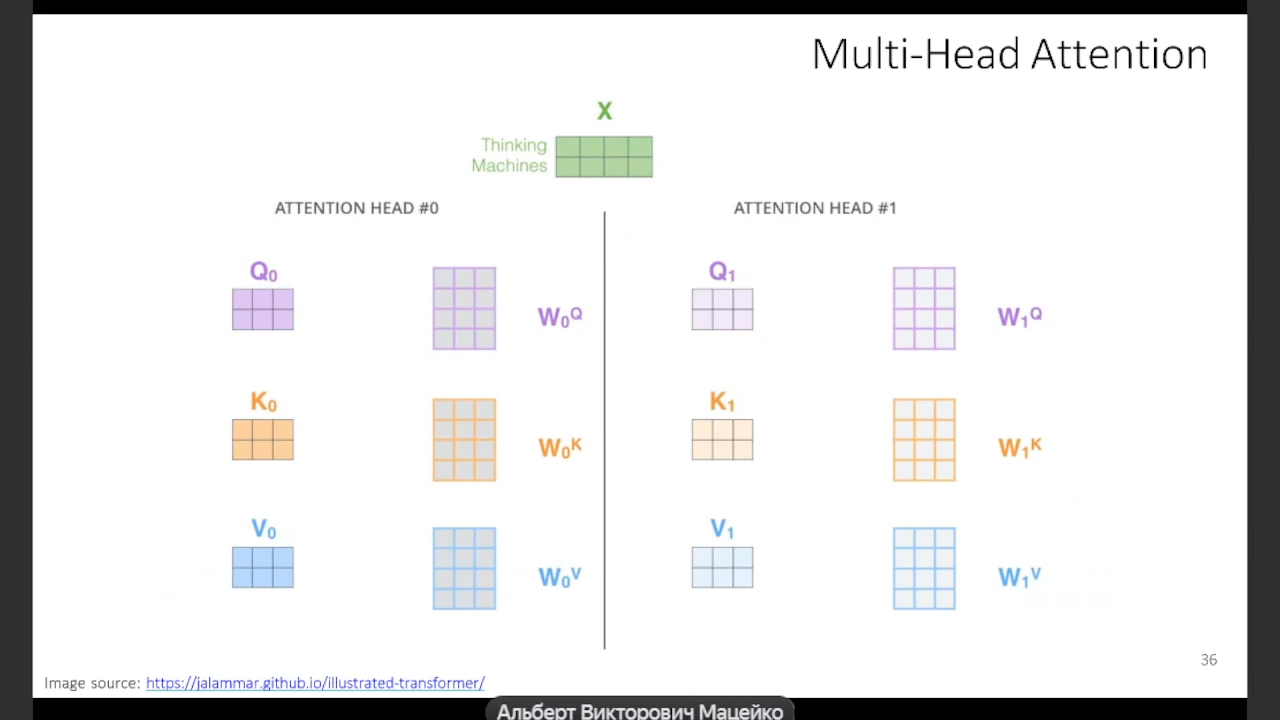 Multi-Head Attention
X
Thinking
Machines
ATTENTION HEAD #0
ATTENTION HEAD #1
Q0
W0Q
Q1
W1Q
K0
W0K
K1
W1K
V0
W0V
V1
W1V
36
Image source: https://jalammar.github.io/illustrated-transformer/
Альберт Викторович Мацейко